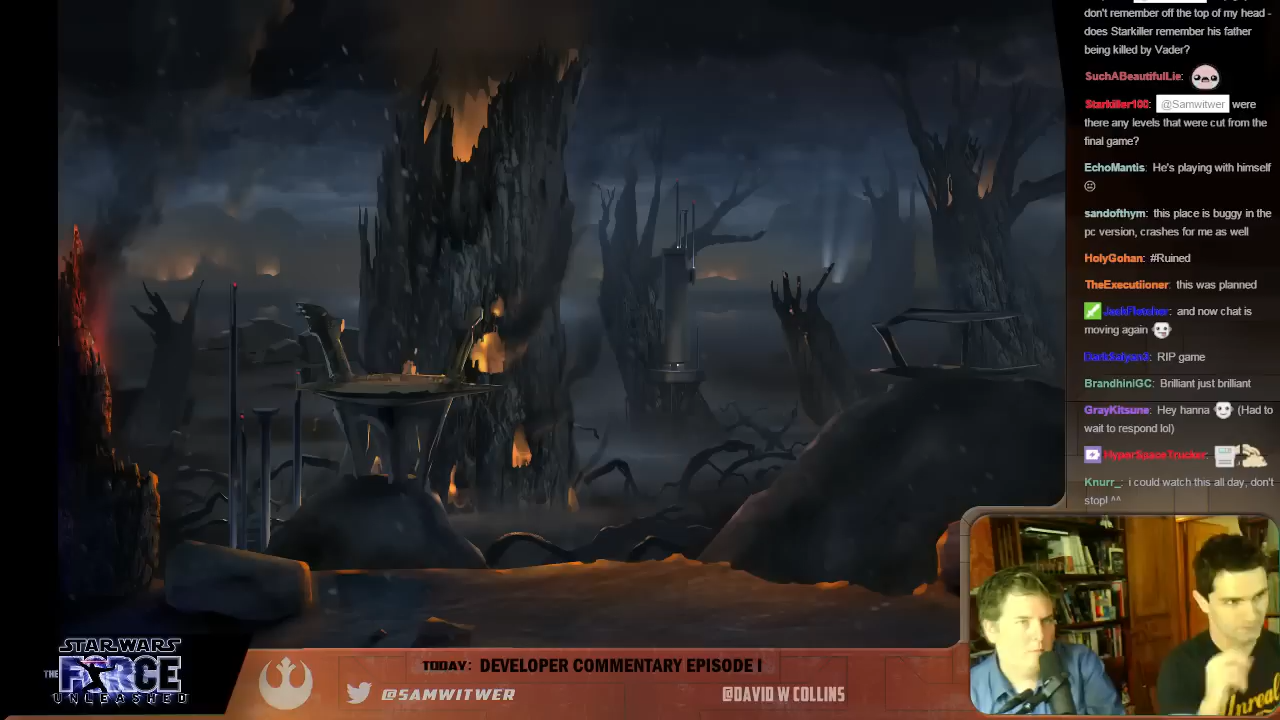 don't remember off the top of my head -
does Starkiller remember his father
being killed by Vader?
SuchABeautifulLie:
Starkiller100: @Samwitwer were
there any levels that were cut from the
final game?
EchoMantis: He's playing with himself
sandofthym: this place is buggy in the
pc version, crashes for me as well
HolyGohan: #Ruined
TheExecutiioner: this was planned
JackFletcher: and now chat is
moving again
DarkSaiyan3: RIP game
BrandhiniGC: Brilliant just brilliant
GrayKitsune: Hey hanna (Had to
wait to respond lol)
HyperSpaceTrucker:
Knurr_: i could watch this all day, don't
stop! ^^
STAR WARS
THE FORCE
UNLEASHED
TODAY: DEVELOPER COMMENTARY EPISODE I
@SAMWITWER
@DAVID W COLLINS
Unreal